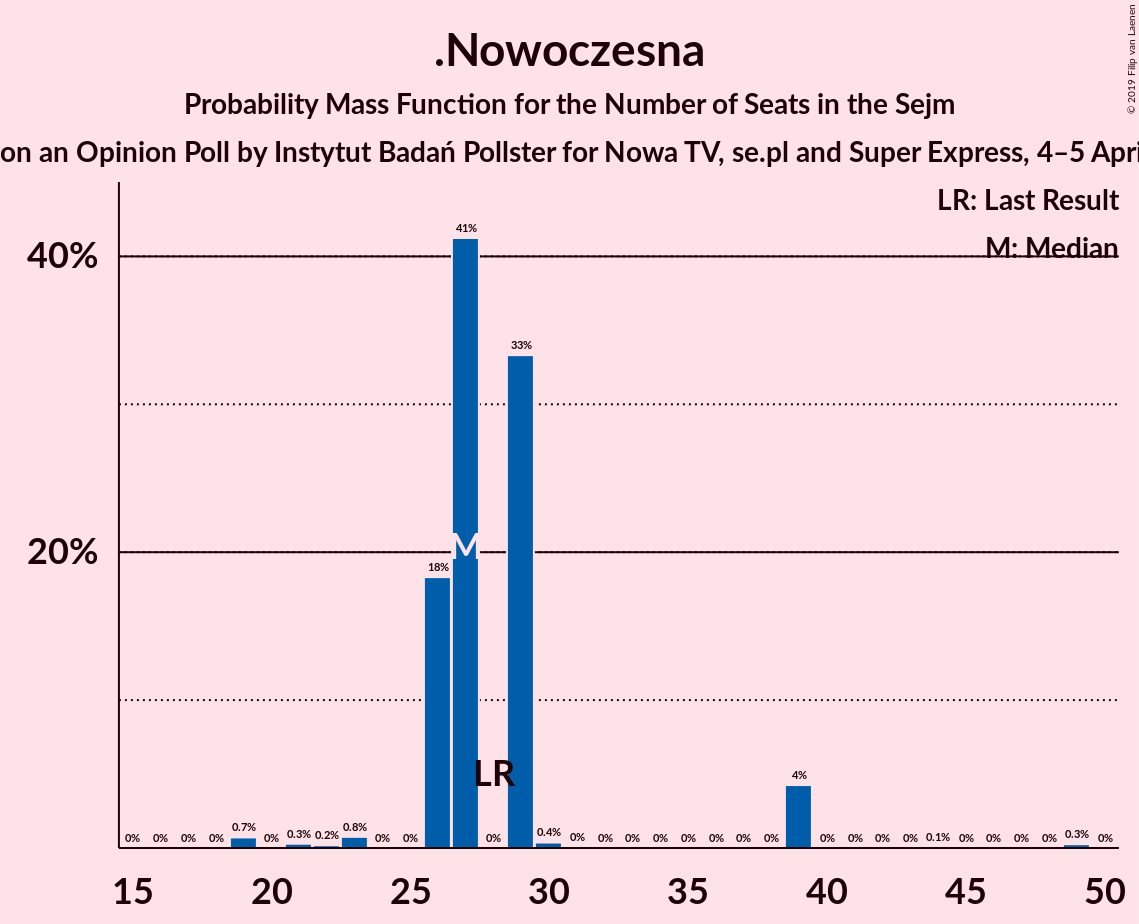 .Nowoczesna
Probability Mass Function for the Number of Seats in the Sejm
on an Opinion Poll by Instytut Badań Pollster for Nowa TV, se.pl and Super Express, 4–5 Apri
© 2019 Filip van Laenen
LR: Last Result
M: Median
40%
20%
0% 0% 0% 0% 0.7% 0% 0.3% 0.2% 0.8% 0% 0% 18% 41% 0% 33% 0.4% 0% 0% 0% 0% 0% 0% 0% 0% 4% 0% 0% 0% 0% 0.1% 0% 0% 0% 0% 0.3% 0%
M
LR
15 20 25 30 35 40 45 50